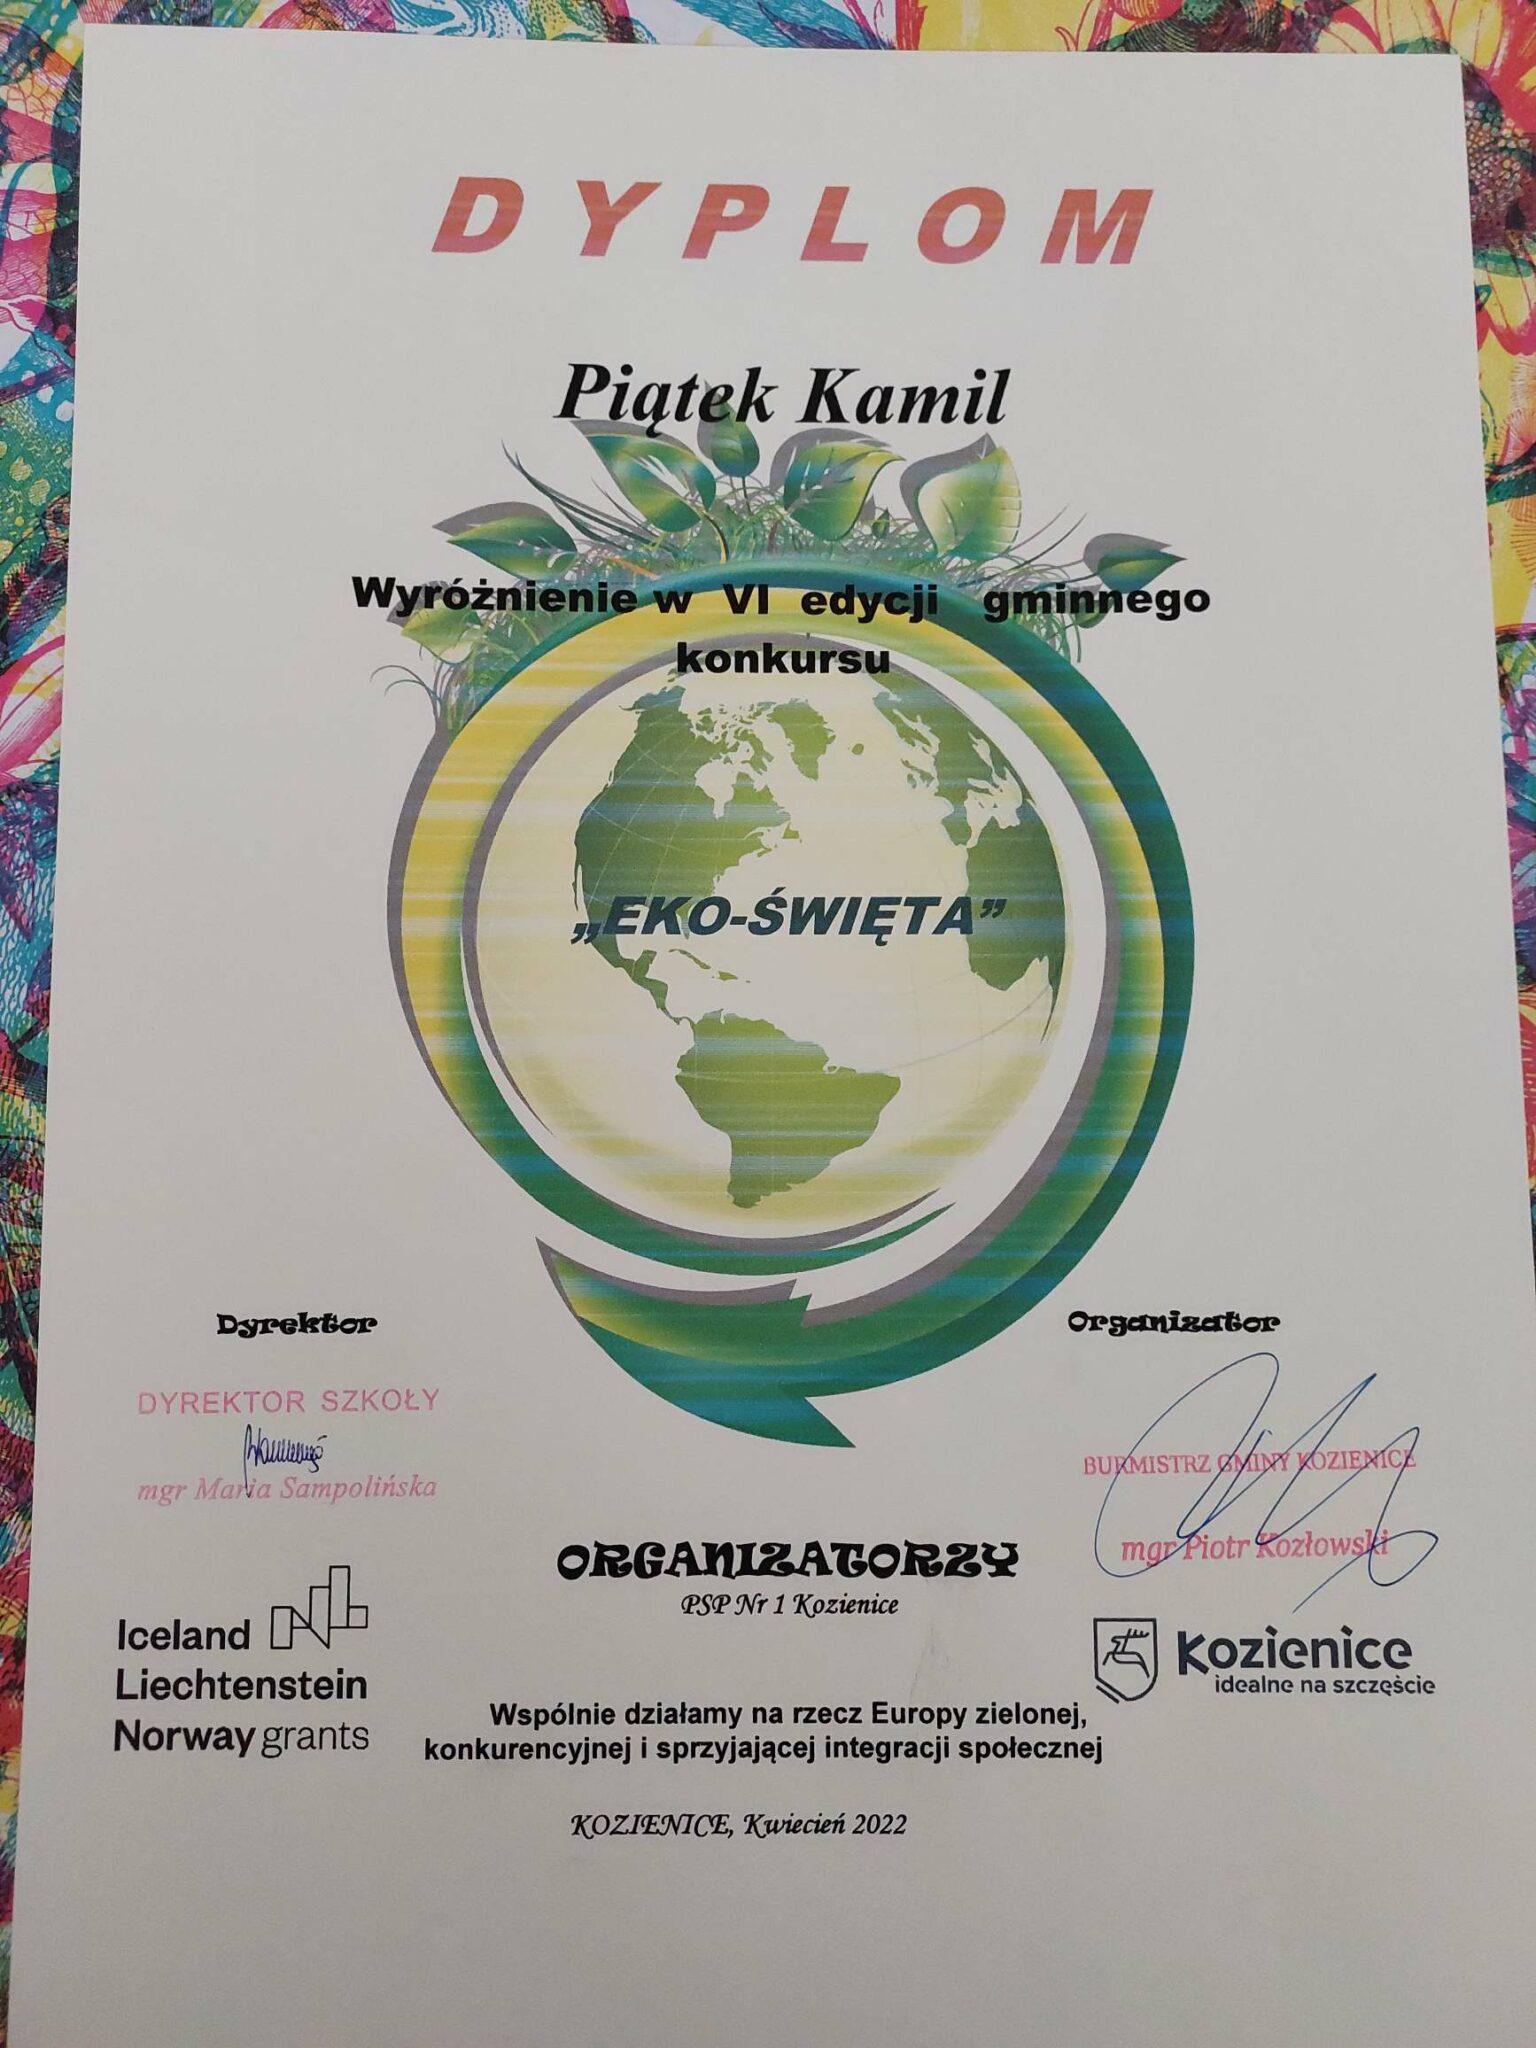 DYPLOM
Piątek Kamil
Wyróżnienie w VI edycji gminnego
konkursu
„EKO-ŚWIĘTA”
Dyrektor
Organizator
DYREKTOR SZKOŁY
mgr Maria Sampolińska
BURMISTRZ GMINY KOZIENICE
mgr Piotr Kozłowski
ORGANIZATORZY
PSP Nr 1 Kozienice
Iceland
Liechtenstein
Norway grants
Kozienice
idealne na szczęście
Wspólnie działamy na rzecz Europy zielonej,
konkurencyjnej i sprzyjającej integracji społecznej
KOZIENICE, Kwiecień 2022